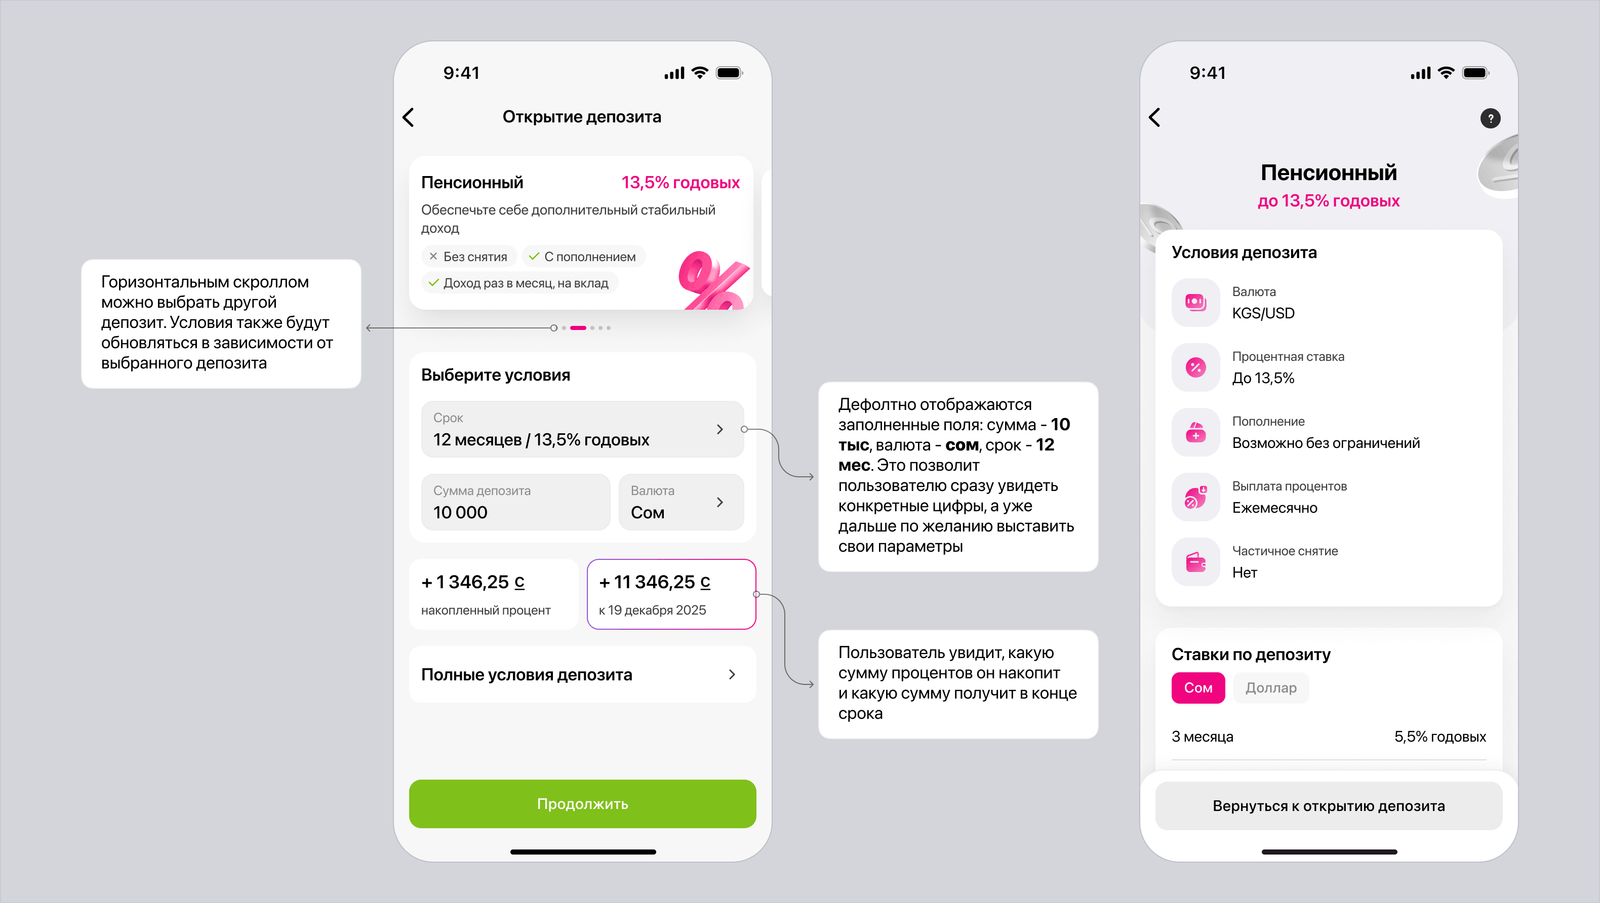 Горизонтальным скроллом
можно выбрать другой
депозит. Условия также будут
обновляться в зависимости от
выбранного депозита
9:41
Открытие депозита
Пенсионный
13,5% годовых
Обеспечьте себе дополнительный стабильный
доход
Без снятия
С пополнением
Доход раз в месяц, на вклад
Выберите условия
Срок
12 месяцев / 13,5% годовых
Сумма депозита
10 000
Валюта
Сом
+ 1 346,25 с
накопленный процент
+ 11 346,25 с
к 19 декабря 2025
Полные условия депозита
Продолжить
Дефолтно отображаются
заполненные поля: сумма - 10
тыс, валюта - сом, срок - 12
мес. Это позволит
пользователю сразу увидеть
конкретные цифры, а уже
дальше по желанию выставить
свои параметры
Пользователь увидит, какую
сумму процентов он накопит
и какую сумму получит в конце
срока
9:41
?
Пенсионный
до 13,5% годовых
Условия депозита
Валюта
KGS/USD
Процентная ставка
До 13,5%
Пополнение
Возможно без ограничений
Выплата процентов
Ежемесячно
Частичное снятие
Нет
Ставки по депозиту
Сом
Доллар
3 месяца
5,5% годовых
Вернуться к открытию депозита